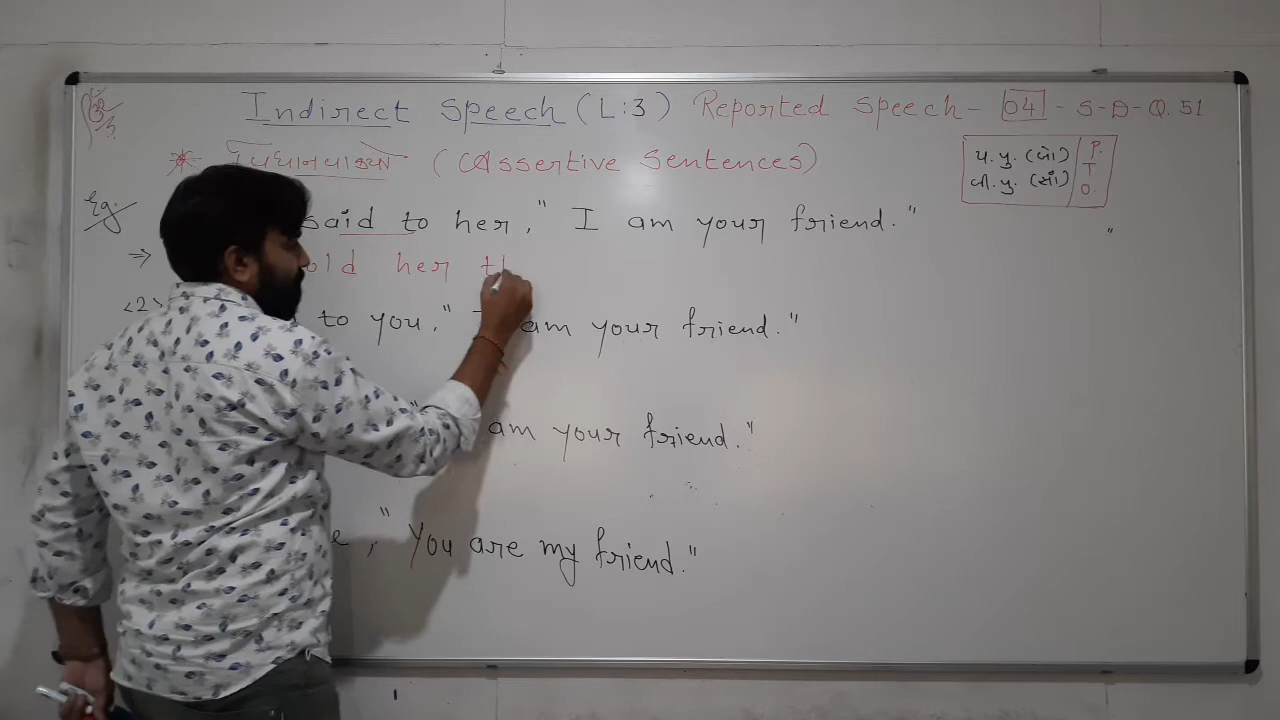 Indirect Speech (L:3) Reported Speech - 04 - S-D-Q.51
* વિધાનવાક્યો (Assertive Sentences)
પ. પુ. (બો) P.
બી. પુ. (સાં) T
O.
Eg. said to her, " I am your friend."
⇒ old her th
<2> to you, " I am your friend."
" am your friend."
, " You are my friend."